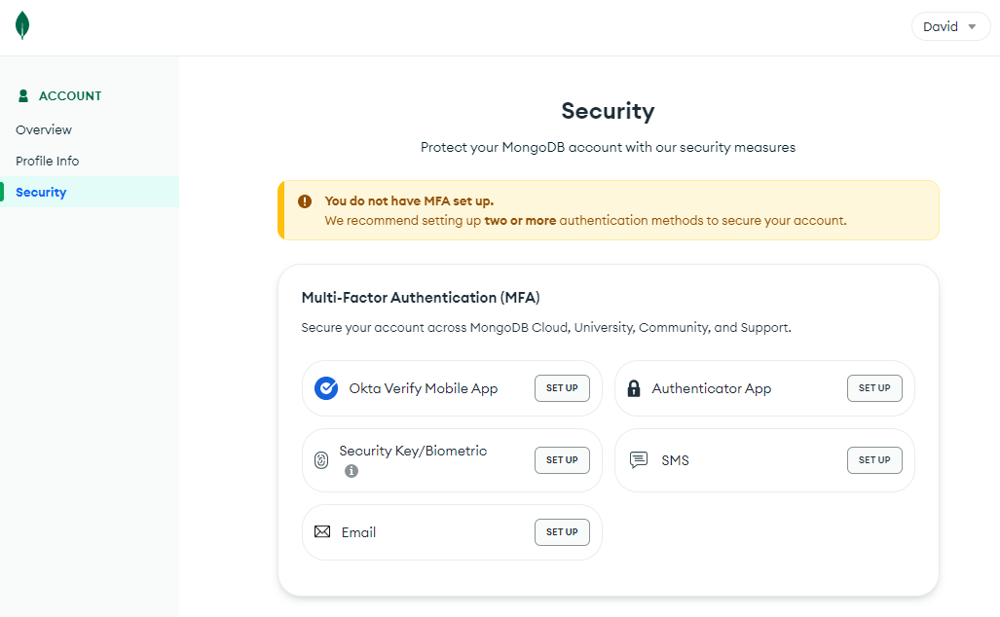 David
ACCOUNT
Overview
Profile Info
Security
Security
Protect your MongoDB account with our security measures
You do not have MFA set up.
We recommend setting up two or more authentication methods to secure your account.
Multi-Factor Authentication (MFA)
Secure your account across MongoDB Cloud, University, Community, and Support.
Okta Verify Mobile App
SET UP
Authenticator App
SET UP
Security Key/Biometric
SET UP
SMS
SET UP
Email
SET UP